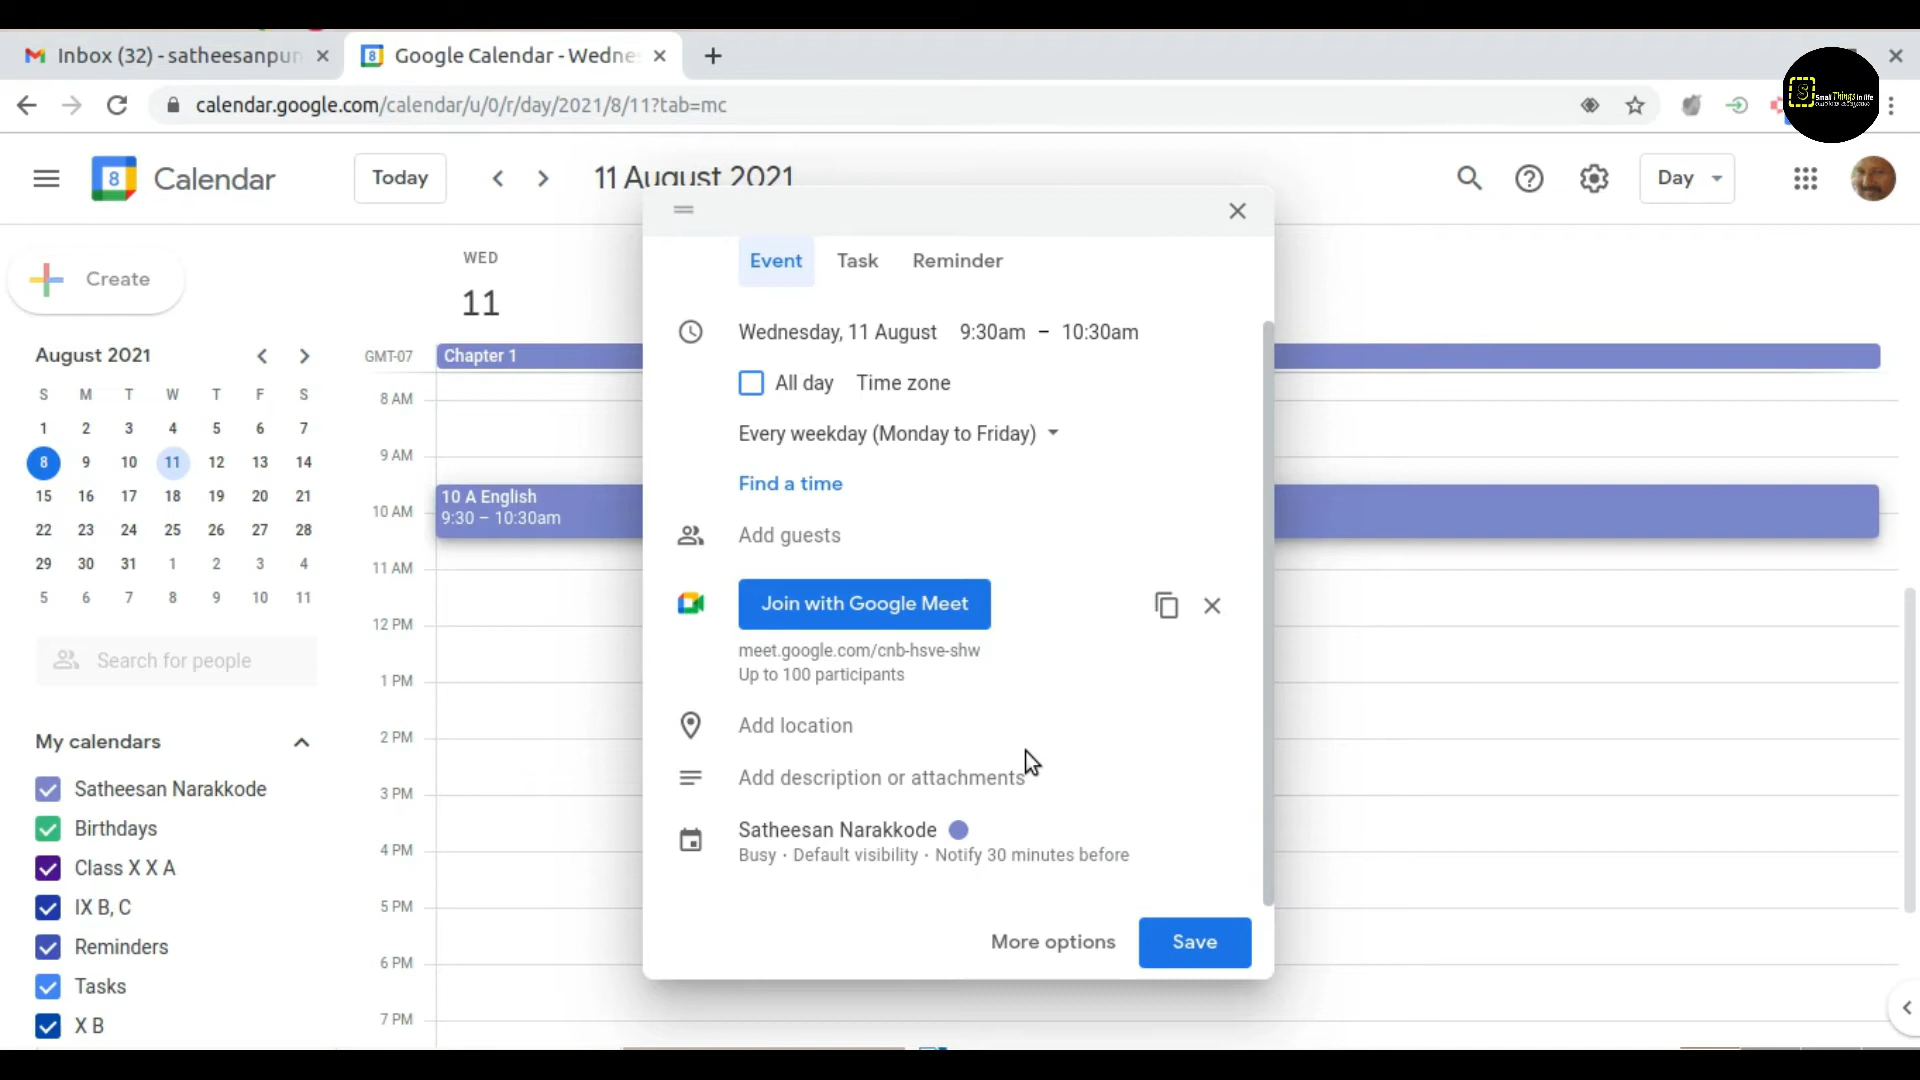 Inbox (32) - satheesanpun
Google Calendar - Wednes
calendar.google.com/calendar/u/0/r/day/2021/8/11?tab=mc
S
Small Things in life
8
Calendar
Today
11 August 2021
Day
Create
WED
11
Event
Task
Reminder
Wednesday, 11 August 9:30am – 10:30am
All day Time zone
Every weekday (Monday to Friday)
Find a time
Add guests
Join with Google Meet
meet.google.com/cnb-hsve-shw
Up to 100 participants
Add location
Add description or attachments
Satheesan Narakkode
Busy · Default visibility · Notify 30 minutes before
More options
Save
August 2021
S M T W T F S
1 2 3 4 5 6 7
8 9 10 11 12 13 14
15 16 17 18 19 20 21
22 23 24 25 26 27 28
29 30 31 1 2 3 4
5 6 7 8 9 10 11
Search for people
My calendars
Satheesan Narakkode
Birthdays
Class X X A
IX B, C
Reminders
Tasks
X B
GMT-07
Chapter 1
8 AM
9 AM
10 A English
9:30 – 10:30am
10 AM
11 AM
12 PM
1 PM
2 PM
3 PM
4 PM
5 PM
6 PM
7 PM